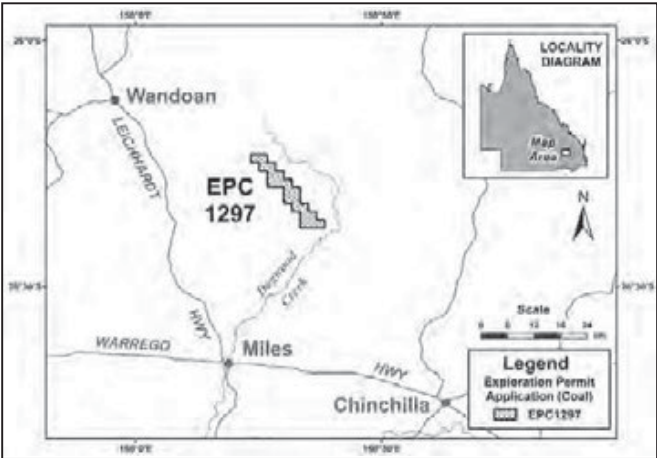 LOCALITY
DIAGRAM
Map
Area
Wandoan
LEICHHARDT
HWY
EPC
1297
N
Dogwood
Creek
Scale
WARREGO
HWY
Miles
Chinchilla
Legend
Exploration Permit
Application (Coal)
EPC1297